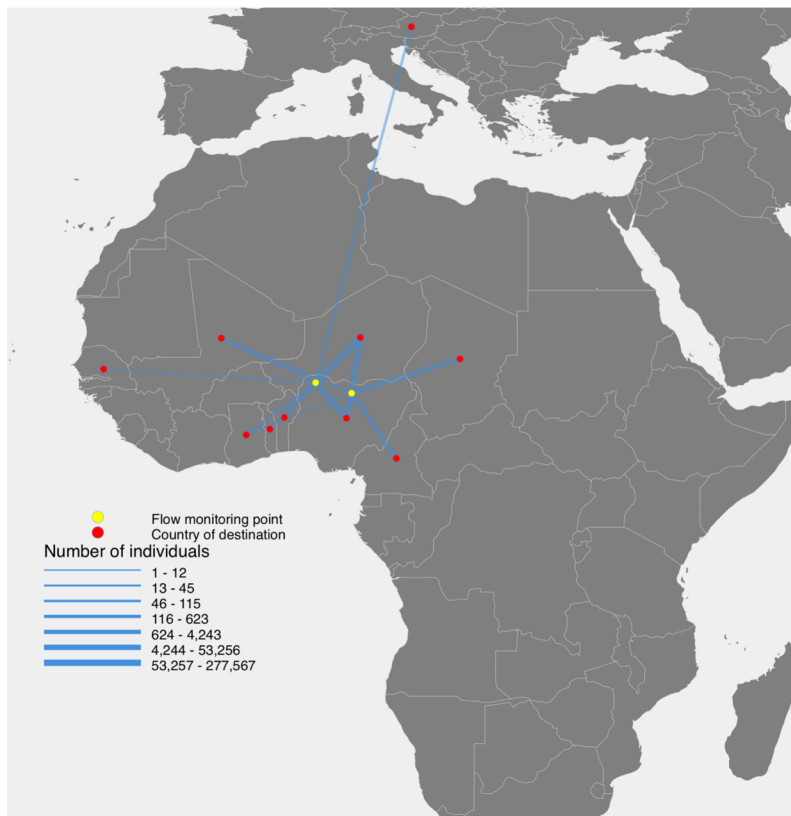 Flow monitoring point
Country of destination
Number of individuals
1 - 12
13 - 45
46 - 115
116 - 623
624 - 4,243
4,244 - 53,256
53,257 - 277,567